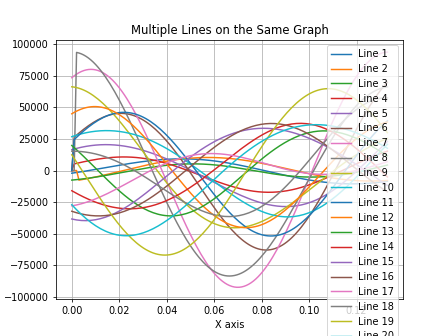 Multiple Lines on the Same Graph
100000
75000
50000
25000
0
−25000
−50000
−75000
−100000
0.00
0.02
0.04
0.06
0.08
0.10
X axis
Line 1
Line 2
Line 3
Line 4
Line 5
Line 6
Line 7
Line 8
Line 9
Line 10
Line 11
Line 12
Line 13
Line 14
Line 15
Line 16
Line 17
Line 18
Line 19
Line 20